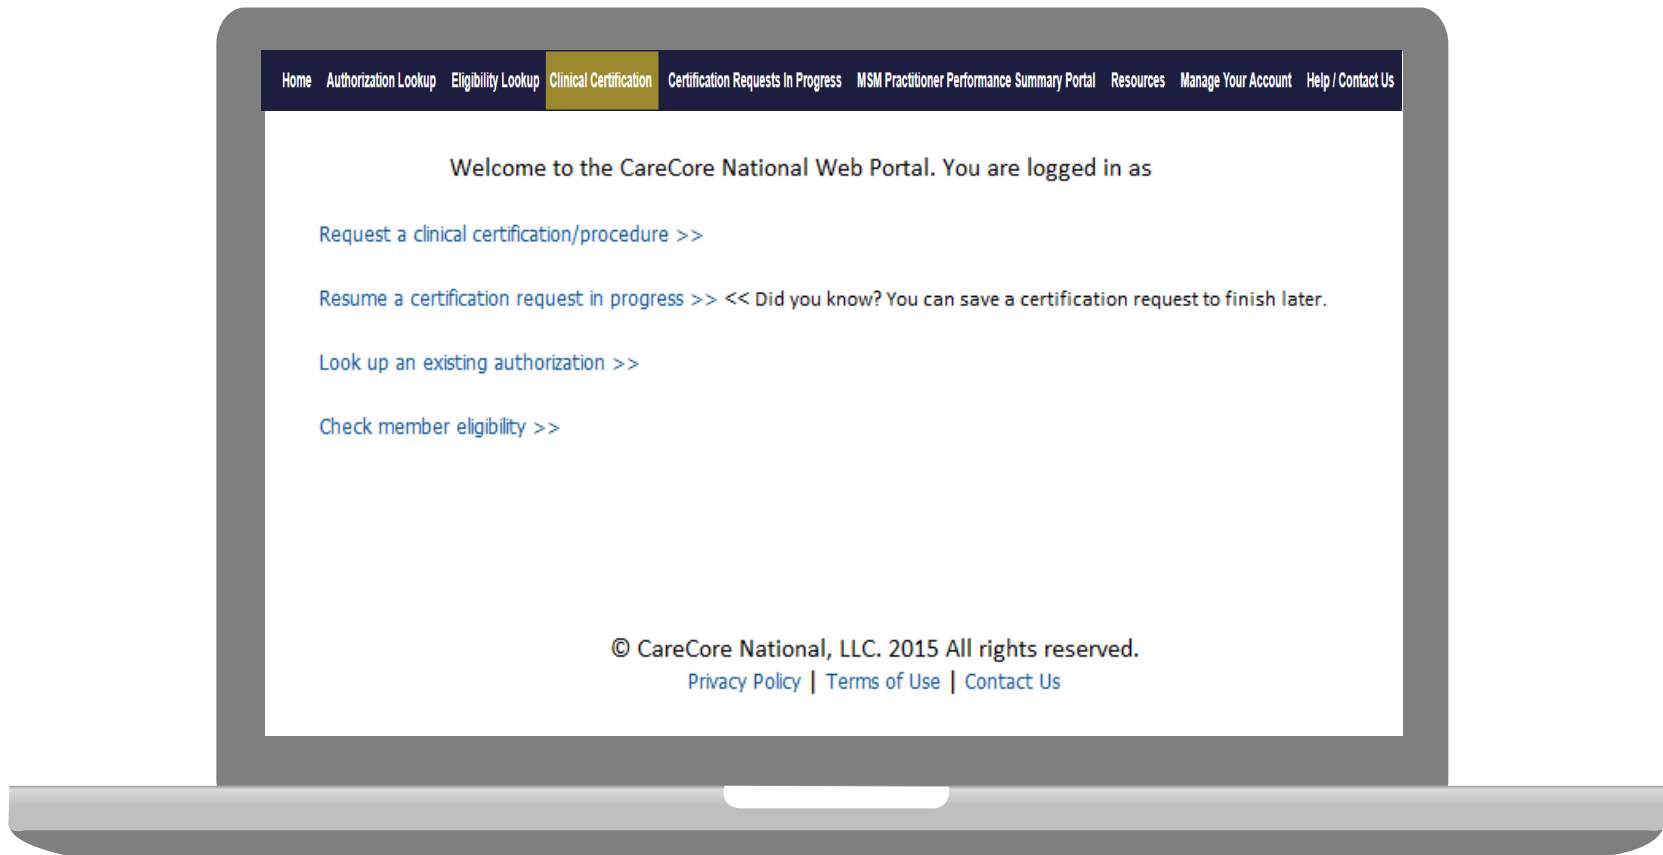 Home Authorization Lookup Eligibility Lookup Clinical Certification Certification Requests In Progress MSM Practitioner Performance Summary Portal Resources Manage Your Account Help / Contact Us
Welcome to the CareCore National Web Portal. You are logged in as
Request a clinical certification/procedure >>
Resume a certification request in progress >> << Did you know? You can save a certification request to finish later.
Look up an existing authorization >>
Check member eligibility >>
© CareCore National, LLC. 2015 All rights reserved.
Privacy Policy | Terms of Use | Contact Us